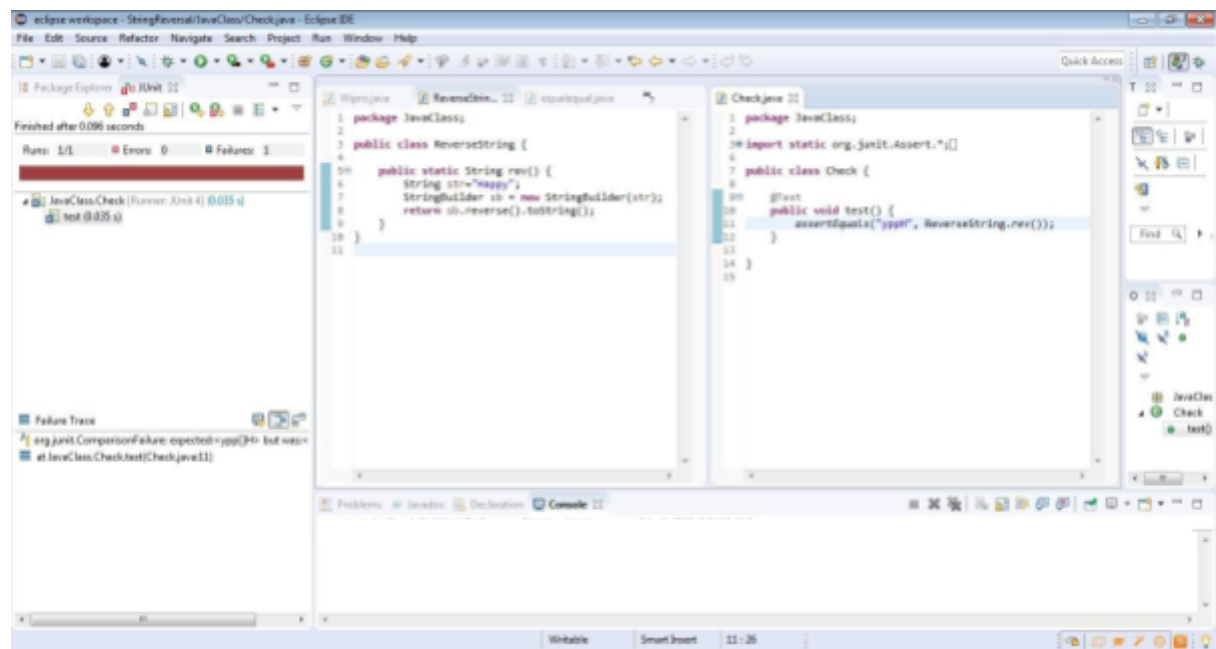 eclipse workspace - StringReversal/JavaClass/Check.java - Eclipse IDE
File Edit Source Refactor Navigate Search Project Run Window Help
Quick Access
Package Explorer JUnit
Finished after 0.096 seconds
Runs: 1/1 Errors: 0 Failures: 1
JavaClass.Check [Runner: JUnit 4] (0.035 s)
test (0.035 s)
Failure Trace
org.junit.ComparisonFailure: expected:<ypp[]H> but was:<
at JavaClass.Check.test(Check.java:11)
Wipro.java ReverseStrin... equalequal.java
1 package JavaClass;
2
3 public class ReverseString {
4
5 public static String rev() {
6 String str="Happy";
7 StringBuilder sb = new StringBuilder(str);
8 return sb.reverse().toString();
9 }
10 }
11
Check.java
1 package JavaClass;
2
3 import static org.junit.Assert.*;
6
7 public class Check {
8
9 @Test
10 public void test() {
11 assertEquals("yppH", ReverseString.rev());
12 }
13
14 }
15
Find
JavaClas
Check
test()
Problems Javadoc Declaration Console
Writable Smart Insert 11 : 26